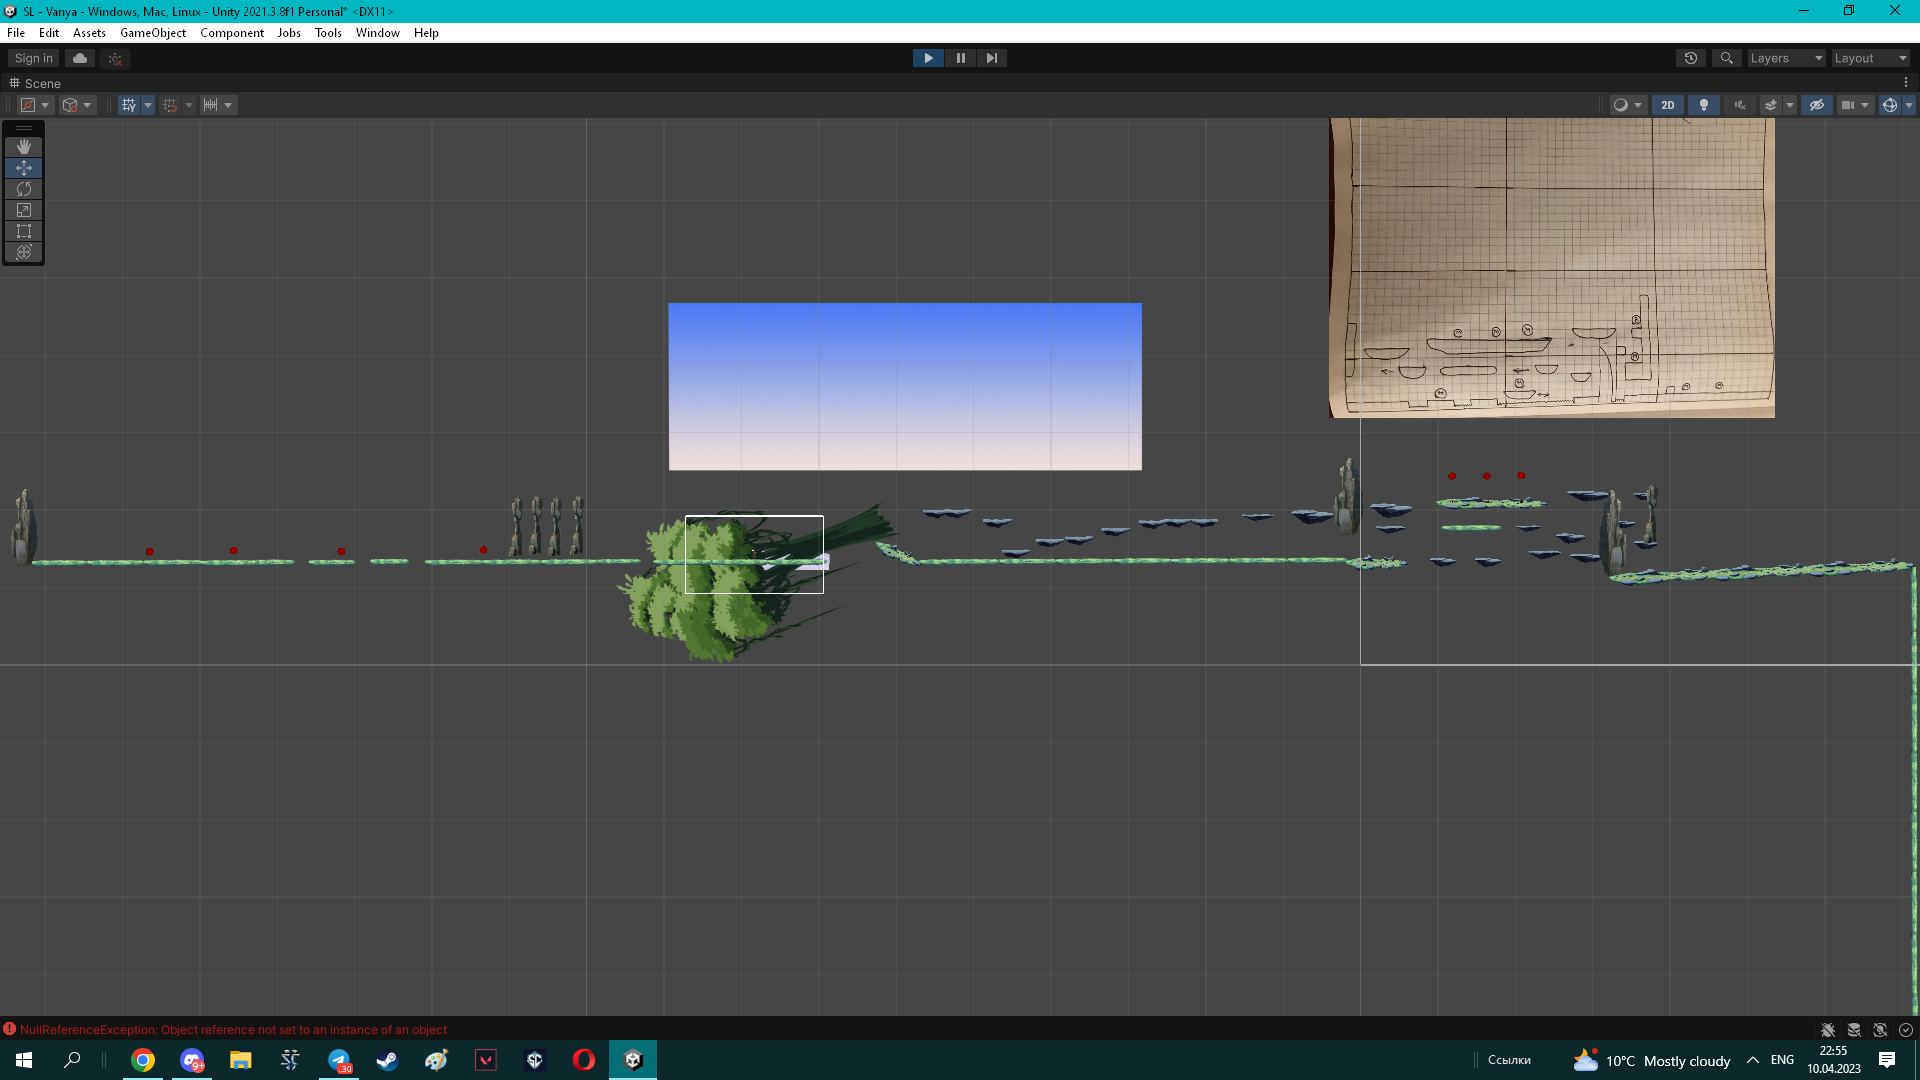 SL - Vanya - Windows, Mac, Linux - Unity 2021.3.8f1 Personal* <DX11>
File Edit Assets GameObject Component Jobs Tools Window Help
Sign in Layers Layout
Scene
2D
NullReferenceException: Object reference not set to an instance of an object
9+ .30 Ссылки 10°C Mostly cloudy ENG
22:55
10.04.2023